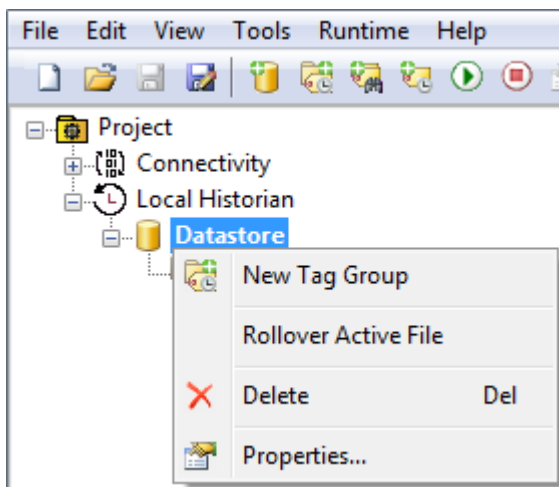 File Edit View Tools Runtime Help
Project
Connectivity
Local Historian
Datastore
New Tag Group
Rollover Active File
Delete Del
Properties...